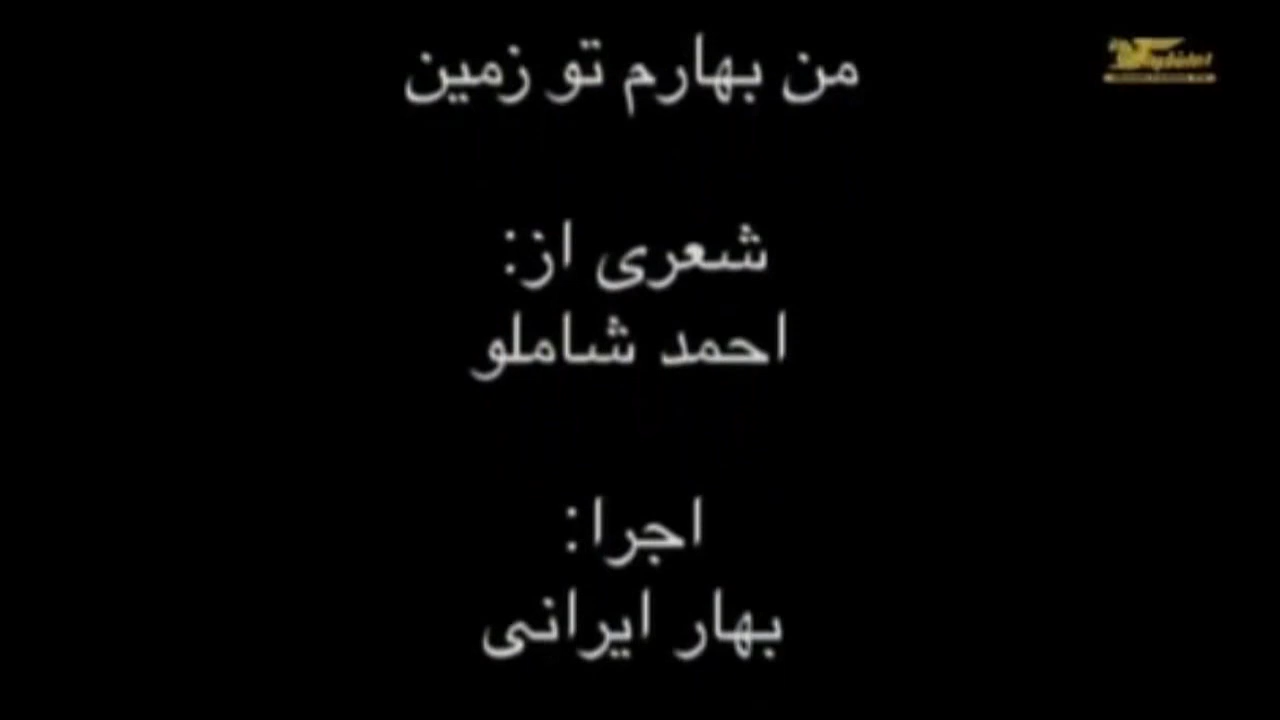 من بهارم تو زمین
شعری از:
احمد شاملو
اجرا:
بهار ایرانی